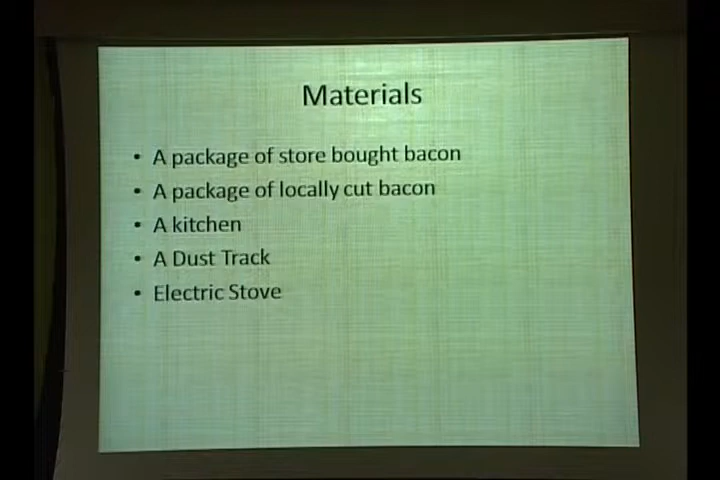 Materials
• A package of store bought bacon
• A package of locally cut bacon
• A kitchen
• A Dust Track
• Electric Stove